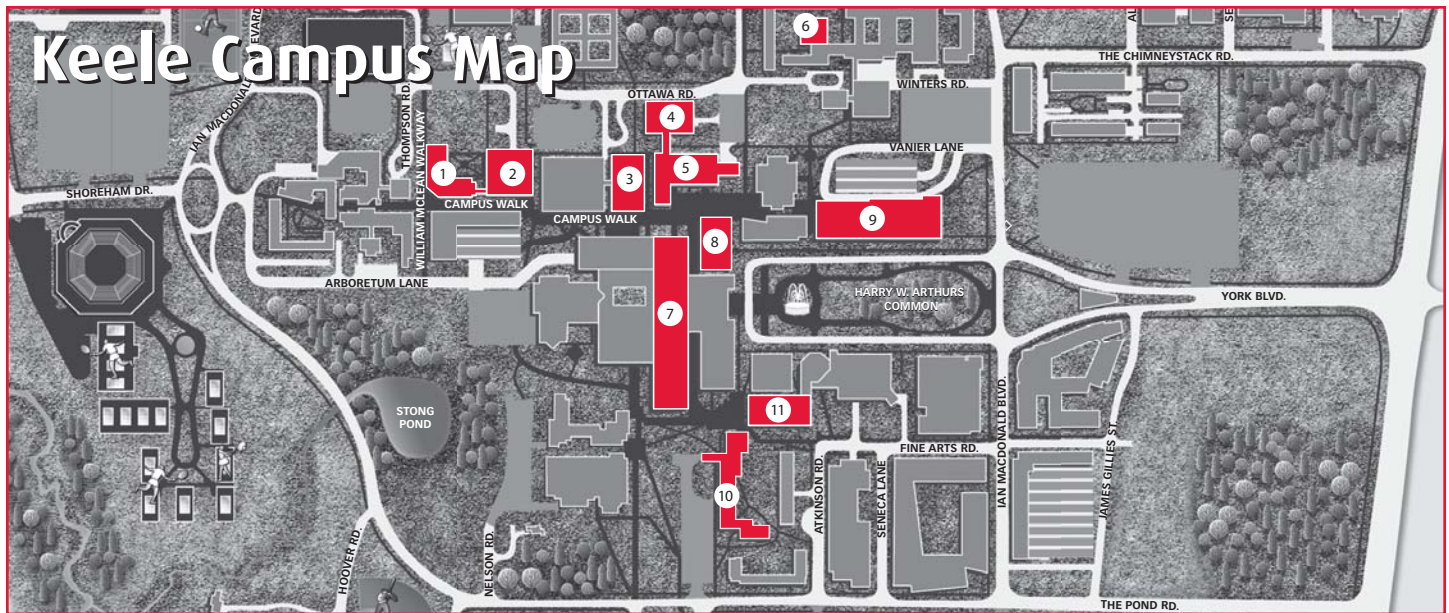 Keele Campus Map
6
AL
SE
THE CHIMNEYSTACK RD.
IAN MACDONALD
EVARD
WINTERS RD.
OTTAWA RD.
THOMPSON RD.
4
WILLIAM MCLEAN WALKWAY
VANIER LANE
1
2
3
5
SHOREHAM DR.
CAMPUS WALK
CAMPUS WALK
9
8
ARBORETUM LANE
HARRY W. ARTHURS
COMMON
YORK BLVD.
7
STONG
POND
11
IAN MACDONALD BLVD.
JAMES GILLIES ST.
FINE ARTS RD.
10
ATKINSON RD.
SENECA LANE
HOOVER RD.
NELSON RD.
THE POND RD.